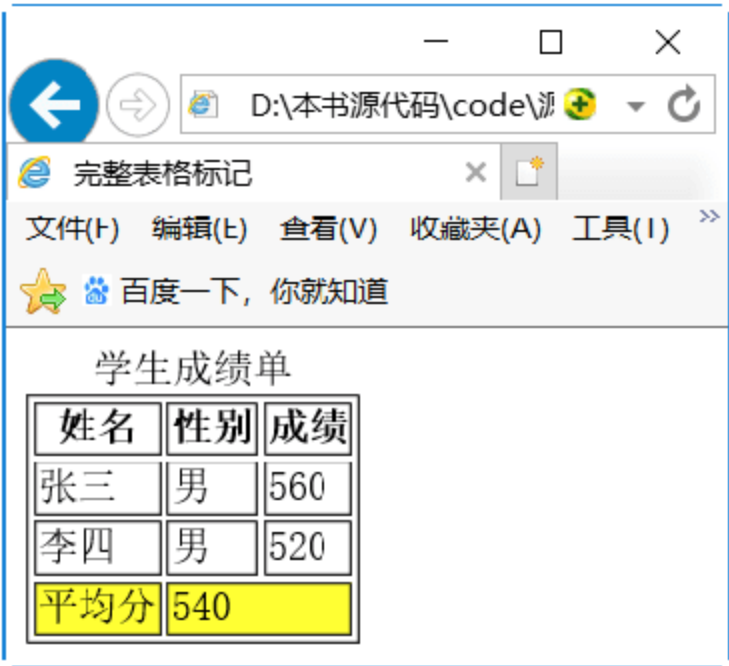 D:\本书源代码\code\源
完整表格标记
文件(F) 编辑(E) 查看(V) 收藏夹(A) 工具(T)
百度一下，你就知道
学生成绩单
姓名 性别 成绩
张三 男 560
李四 男 520
平均分 540